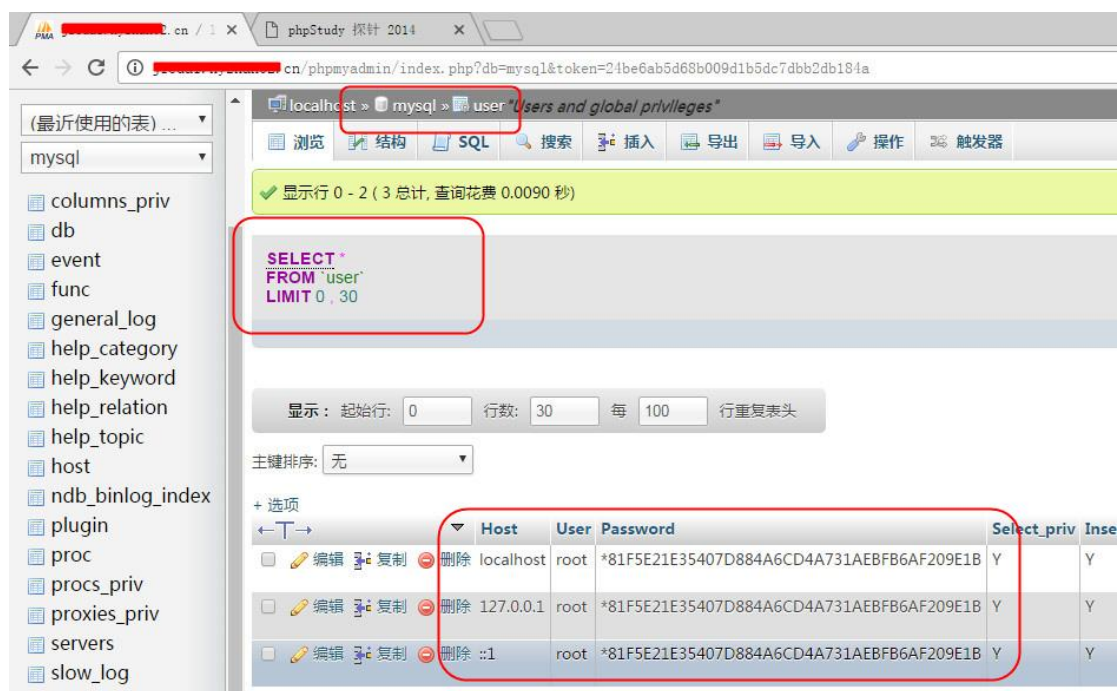 2. cn / 1
phpStudy 探针 2014
cn/phpmyadmin/index.php?db=mysql&token=24be6ab5d68b009d1b5dc7dbb2db184a
(最近使用的表) ...
mysql
columns_priv
db
event
func
general_log
help_category
help_keyword
help_relation
help_topic
host
ndb_binlog_index
plugin
proc
procs_priv
proxies_priv
servers
slow_log
localhost » mysql » user "Users and global privileges"
浏览 结构 SQL 搜索 插入 导出 导入 操作 触发器
显示行 0 - 2 ( 3 总计, 查询花费 0.0090 秒)
SELECT *
FROM `user`
LIMIT 0 , 30
显示 : 起始行: 0 行数: 30 每 100 行重复表头
主键排序: 无
+ 选项
←T→ Host User Password Select_priv Inse
编辑 复制 删除 localhost root *81F5E21E35407D884A6CD4A731AEBFB6AF209E1B Y Y
编辑 复制 删除 127.0.0.1 root *81F5E21E35407D884A6CD4A731AEBFB6AF209E1B Y Y
编辑 复制 删除 ::1 root *81F5E21E35407D884A6CD4A731AEBFB6AF209E1B Y Y